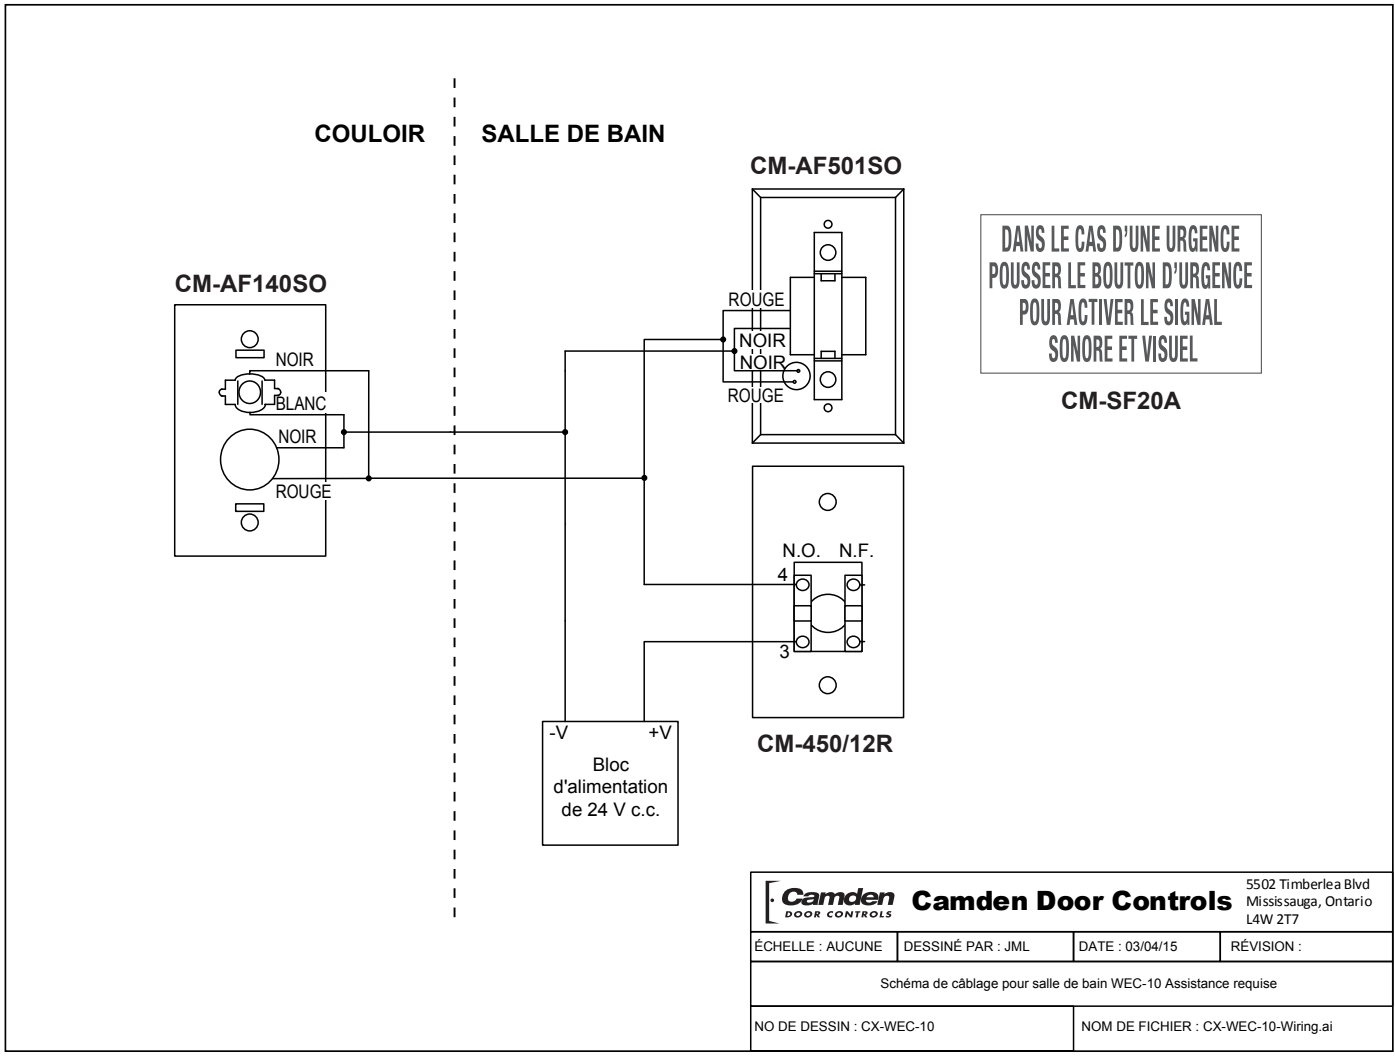 COULOIR
SALLE DE BAIN
CM-AF501SO
DANS LE CAS D'UNE URGENCE
POUSSER LE BOUTON D'URGENCE
POUR ACTIVER LE SIGNAL
SONORE ET VISUEL
CM-SF20A
CM-AF140SO
NOIR
BLANC
NOIR
ROUGE
ROUGE
NOIR
NOIR
ROUGE
N.O. N.F.
4
3
CM-450/12R
-V +V
Bloc
d'alimentation
de 24 V c.c.
Camden
DOOR CONTROLS
Camden Door Controls
5502 Timberlea Blvd
Mississauga, Ontario
L4W 2T7
ÉCHELLE : AUCUNE
DESSINÉ PAR : JML
DATE : 03/04/15
RÉVISION :
Schéma de câblage pour salle de bain WEC-10 Assistance requise
NO DE DESSIN : CX-WEC-10
NOM DE FICHIER : CX-WEC-10-Wiring.ai